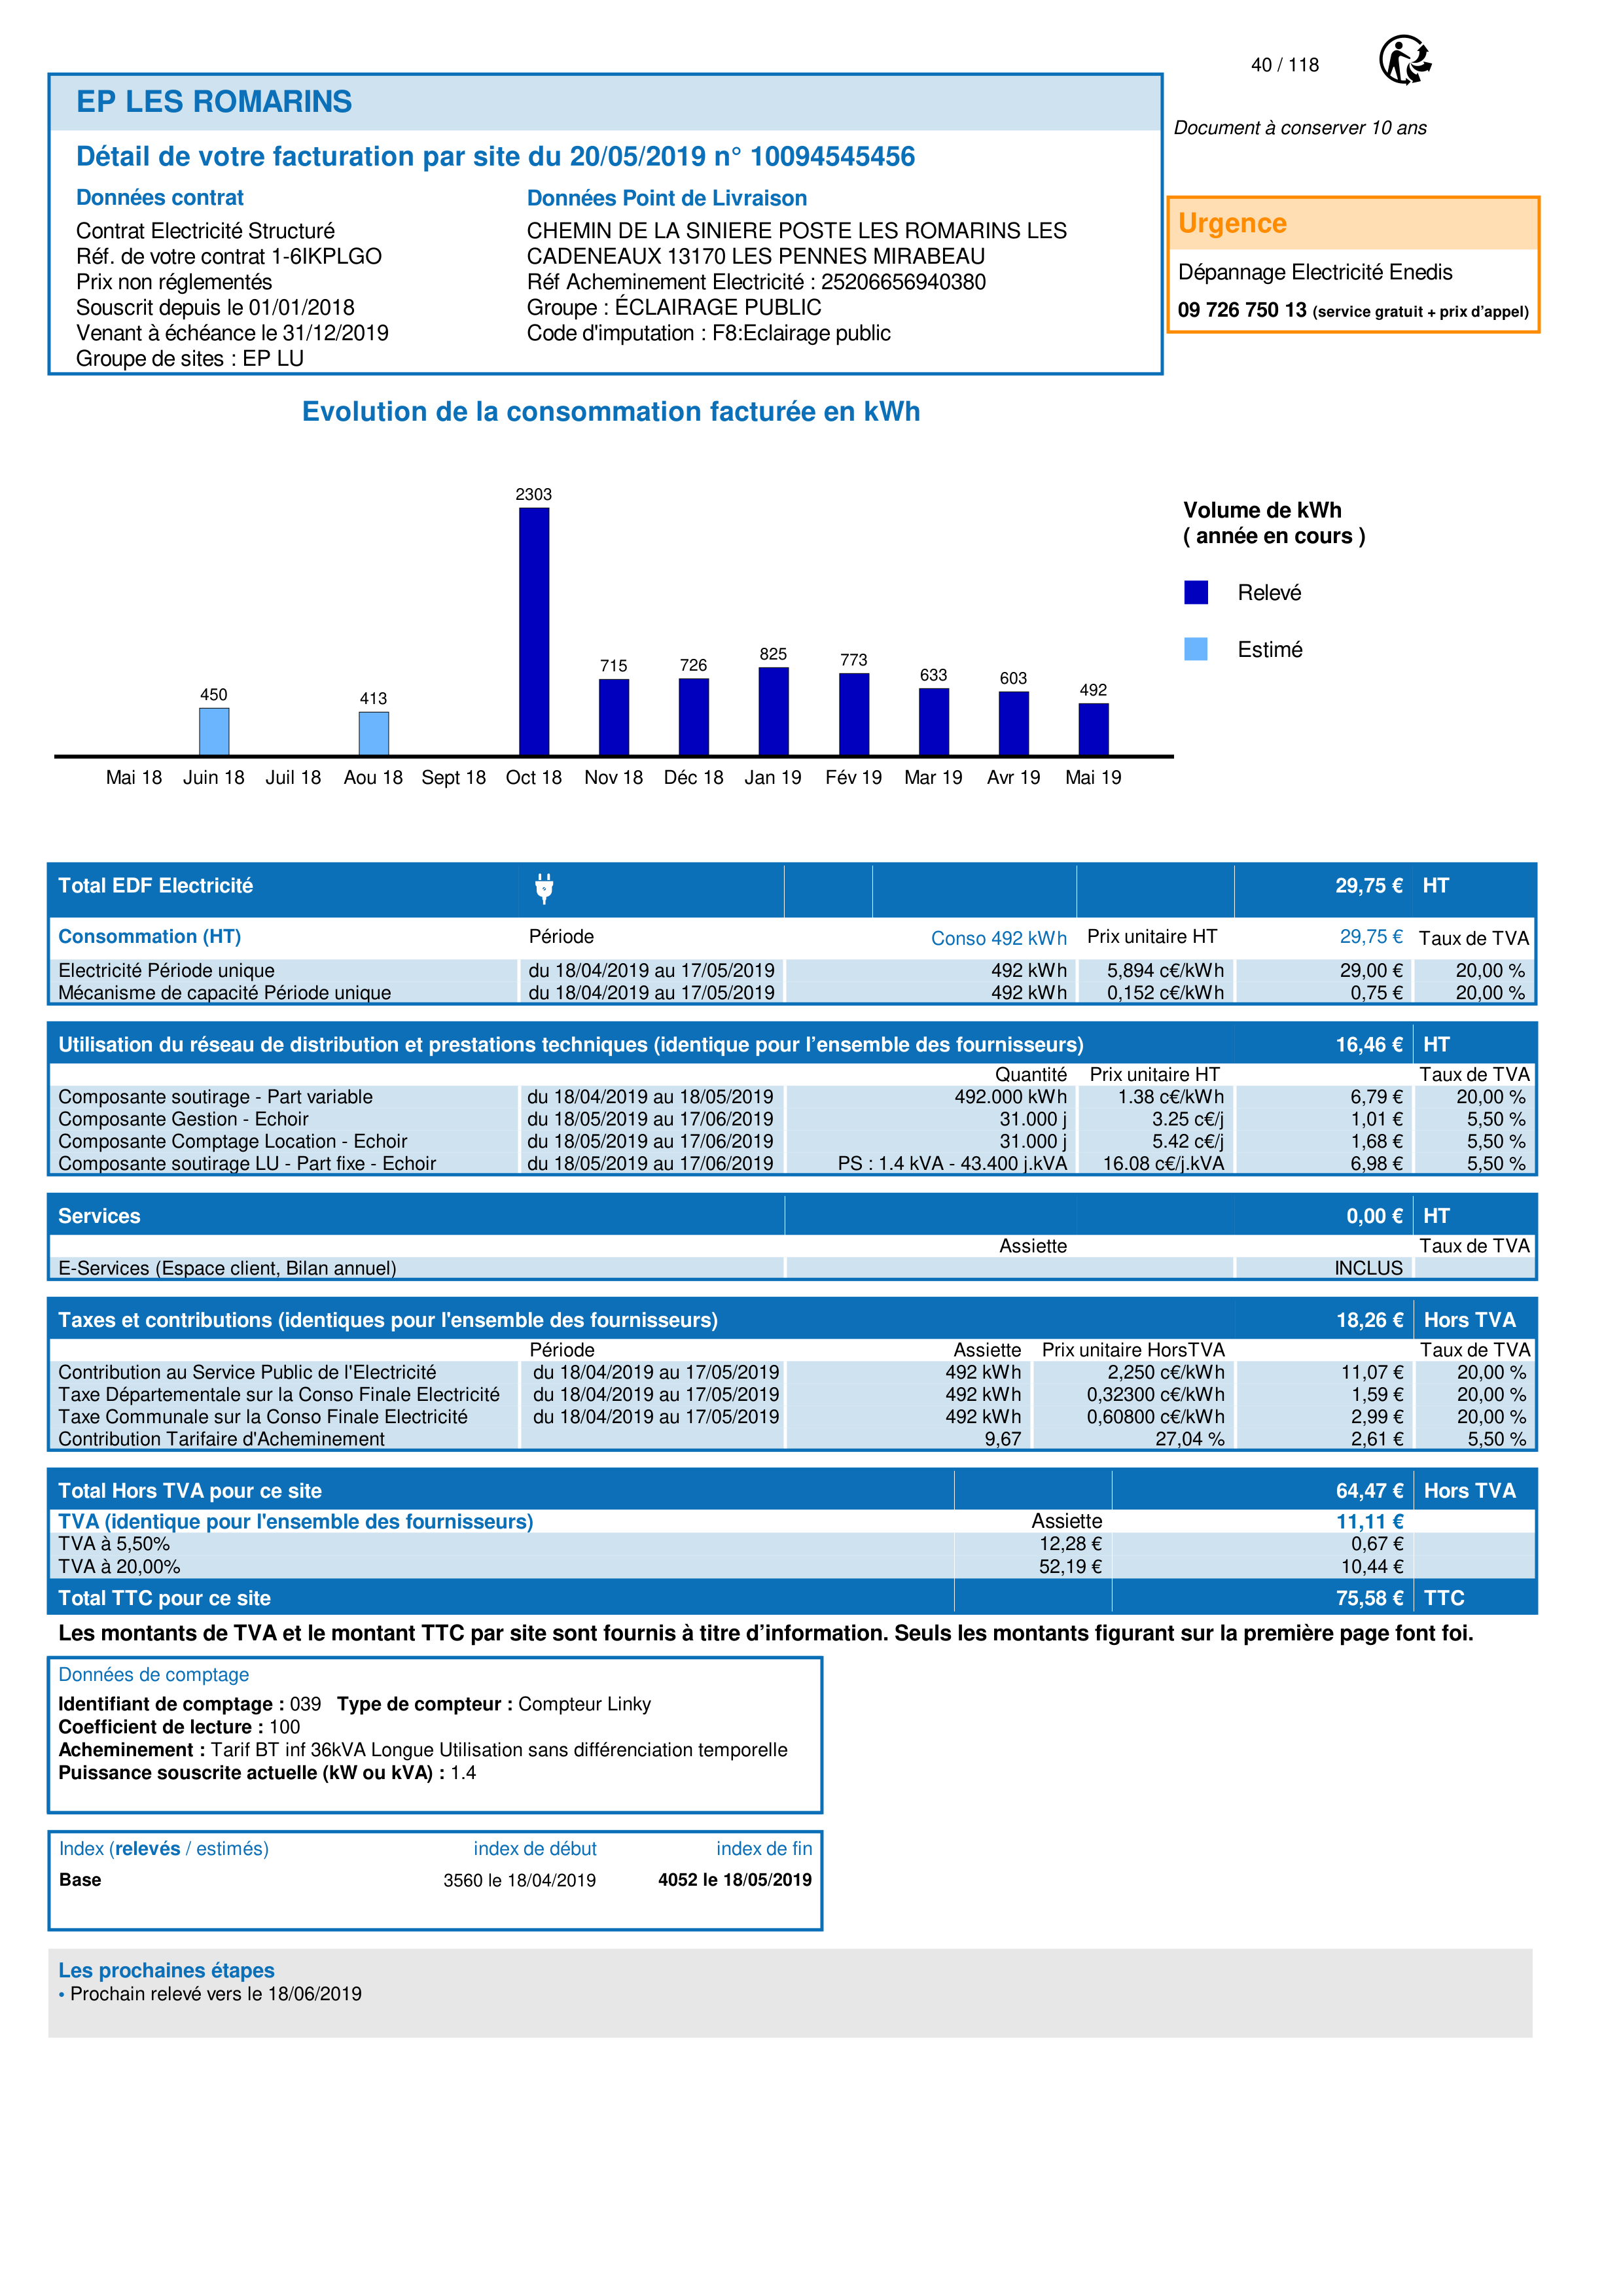 40 / 118
EP LES ROMARINS
Document à conserver 10 ans
Détail de votre facturation par site du 20/05/2019 n° 10094545456
Données contrat
Contrat Electricité Structuré
Réf. de votre contrat 1-6IKPLGO
Prix non réglementés
Souscrit depuis le 01/01/2018
Venant à échéance le 31/12/2019
Groupe de sites : EP LU
Données Point de Livraison
CHEMIN DE LA SINIERE POSTE LES ROMARINS LES
CADENEAUX 13170 LES PENNES MIRABEAU
Réf Acheminement Electricité : 25206656940380
Groupe : ÉCLAIRAGE PUBLIC
Code d'imputation : F8:Eclairage public
Urgence
Dépannage Electricité Enedis
09 726 750 13 (service gratuit + prix d'appel)
Evolution de la consommation facturée en kWh
2303
825
773
726
715
633
603
492
450
413
Mai 18 Juin 18 Juil 18 Aou 18 Sept 18 Oct 18 Nov 18 Déc 18 Jan 19 Fév 19 Mar 19 Avr 19 Mai 19
Volume de kWh
( année en cours )
Relevé
Estimé
Total EDF Electricité 29,75 € HT
Consommation (HT) Période Conso 492 kWh Prix unitaire HT 29,75 € Taux de TVA
Electricité Période unique du 18/04/2019 au 17/05/2019 492 kWh 5,894 c€/kWh 29,00 € 20,00 %
Mécanisme de capacité Période unique du 18/04/2019 au 17/05/2019 492 kWh 0,152 c€/kWh 0,75 € 20,00 %
Utilisation du réseau de distribution et prestations techniques (identique pour l'ensemble des fournisseurs) 16,46 € HT
Quantité Prix unitaire HT Taux de TVA
Composante soutirage - Part variable du 18/04/2019 au 18/05/2019 492.000 kWh 1.38 c€/kWh 6,79 € 20,00 %
Composante Gestion - Echoir du 18/05/2019 au 17/06/2019 31.000 j 3.25 c€/j 1,01 € 5,50 %
Composante Comptage Location - Echoir du 18/05/2019 au 17/06/2019 31.000 j 5.42 c€/j 1,68 € 5,50 %
Composante soutirage LU - Part fixe - Echoir du 18/05/2019 au 17/06/2019 PS : 1.4 kVA - 43.400 j.kVA 16.08 c€/j.kVA 6,98 € 5,50 %
Services 0,00 € HT
Assiette Taux de TVA
E-Services (Espace client, Bilan annuel) INCLUS
Taxes et contributions (identiques pour l'ensemble des fournisseurs) 18,26 € Hors TVA
Période Assiette Prix unitaire HorsTVA Taux de TVA
Contribution au Service Public de l'Electricité du 18/04/2019 au 17/05/2019 492 kWh 2,250 c€/kWh 11,07 € 20,00 %
Taxe Départementale sur la Conso Finale Electricité du 18/04/2019 au 17/05/2019 492 kWh 0,32300 c€/kWh 1,59 € 20,00 %
Taxe Communale sur la Conso Finale Electricité du 18/04/2019 au 17/05/2019 492 kWh 0,60800 c€/kWh 2,99 € 20,00 %
Contribution Tarifaire d'Acheminement 9,67 27,04 % 2,61 € 5,50 %
Total Hors TVA pour ce site 64,47 € Hors TVA
TVA (identique pour l'ensemble des fournisseurs) Assiette 11,11 €
TVA à 5,50% 12,28 € 0,67 €
TVA à 20,00% 52,19 € 10,44 €
Total TTC pour ce site 75,58 € TTC
Les montants de TVA et le montant TTC par site sont fournis à titre d'information. Seuls les montants figurant sur la première page font foi.
Données de comptage
Identifiant de comptage : 039 Type de compteur : Compteur Linky
Coefficient de lecture : 100
Acheminement : Tarif BT inf 36kVA Longue Utilisation sans différenciation temporelle
Puissance souscrite actuelle (kW ou kVA) : 1.4
Index (relevés / estimés) index de début index de fin
Base 3560 le 18/04/2019 4052 le 18/05/2019
Les prochaines étapes
• Prochain relevé vers le 18/06/2019